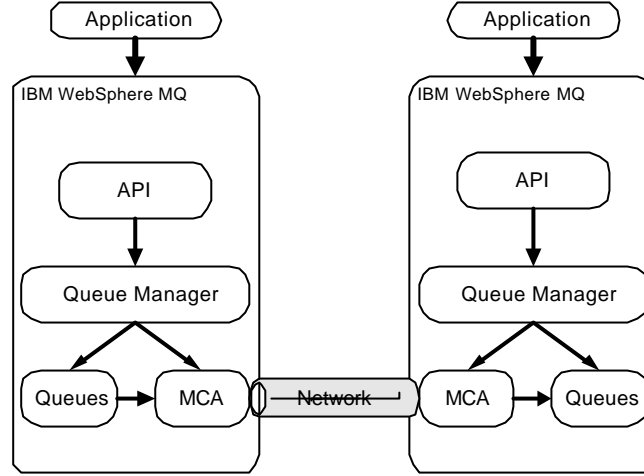 Application
Application
IBM WebSphere MQ
IBM WebSphere MQ
API
API
Queue Manager
Queue Manager
Queues
MCA
Network
MCA
Queues